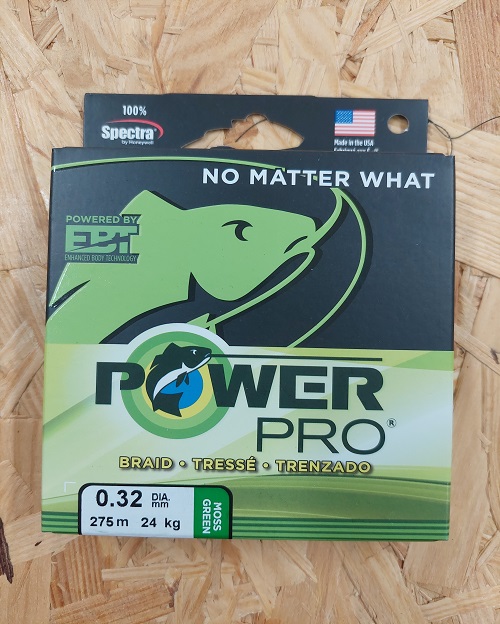 100%
Spectra
by Honeywell
Made in the USA
NO MATTER WHAT
POWERED BY
EBT
ENHANCED BODY TECHNOLOGY
POWER
PRO®
BRAID • TRESSÉ • TRENZADO
0.32 DIA. mm
275 m 24 kg
MOSS GREEN